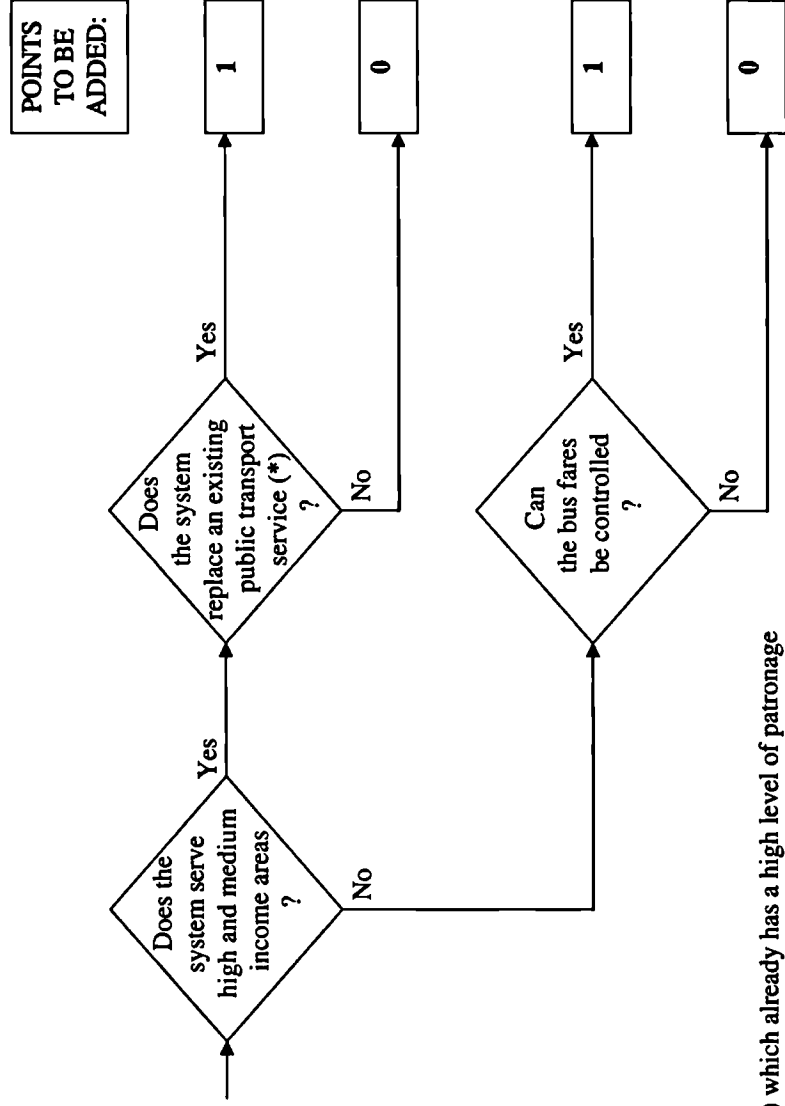 POINTS
TO BE
ADDED:
Does the
system serve
high and medium
income areas
?
Yes
No
Does
the system
replace an existing
public transport
service (*)
?
Yes
1
No
0
Can
the bus fares
be controlled
?
Yes
1
No
0
) which already has a high level of patronage